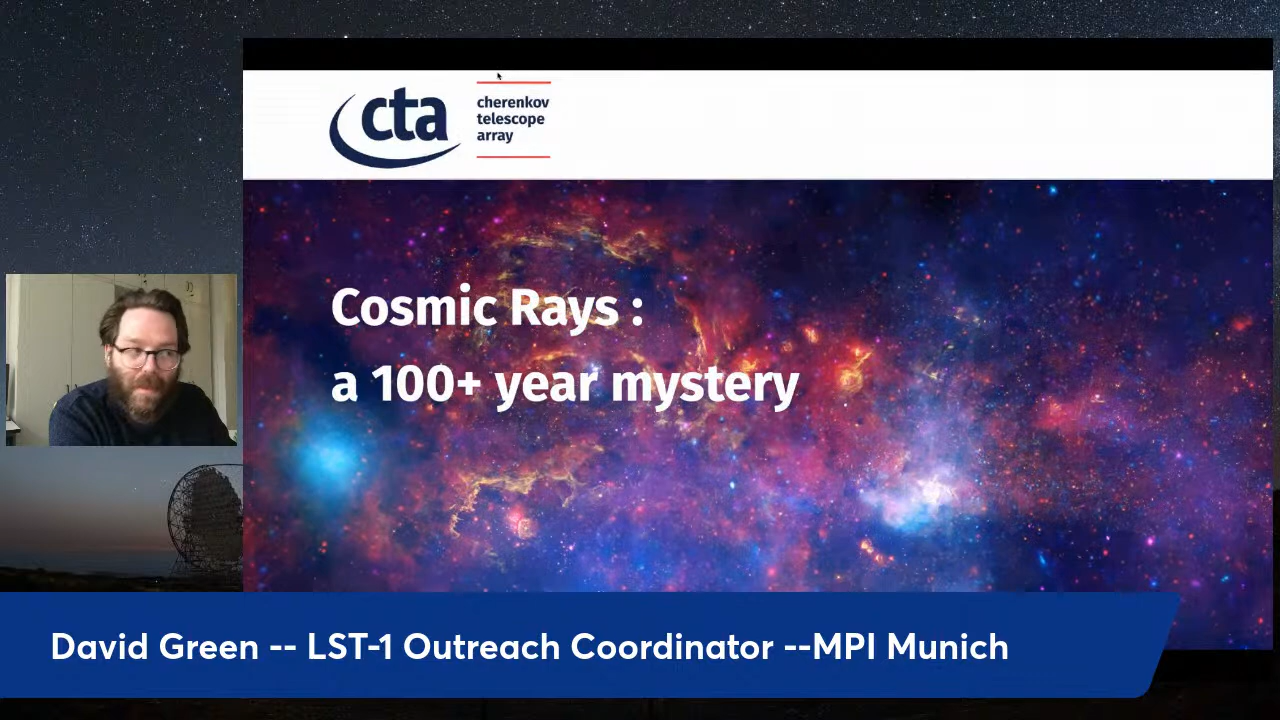 cta
cherenkov
telescope
array
Cosmic Rays :
a 100+ year mystery
David Green -- LST-1 Outreach Coordinator --MPI Munich